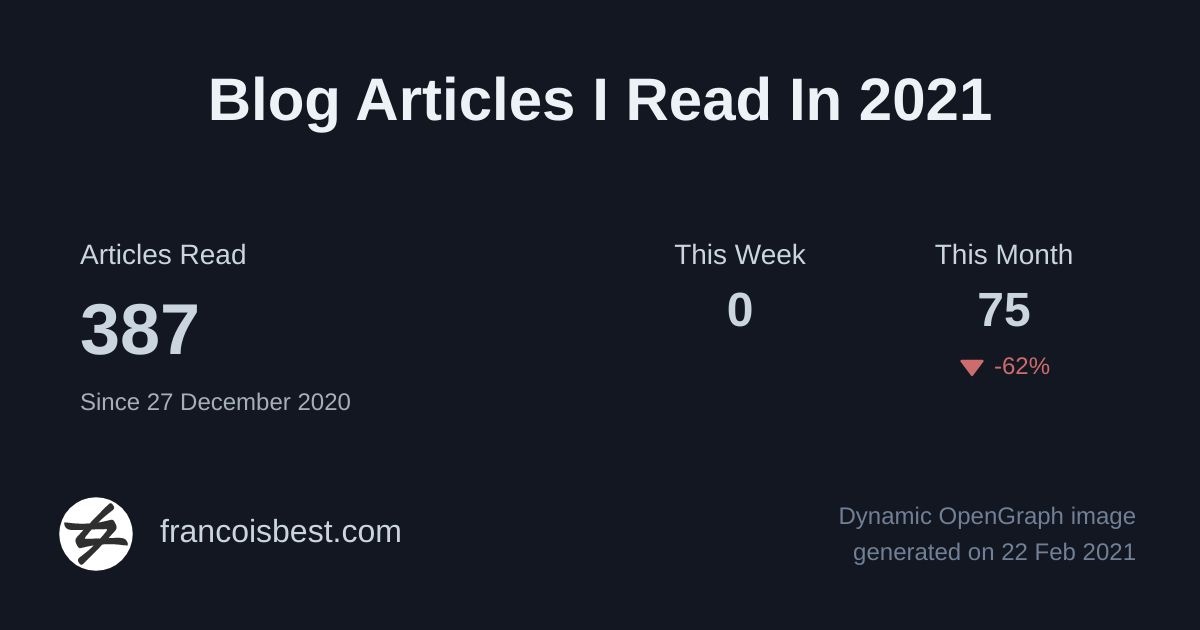 Blog Articles I Read In 2021
Articles Read
387
Since 27 December 2020
This Week
0
This Month
75
-62%
francoisbest.com
Dynamic OpenGraph image
generated on 22 Feb 2021